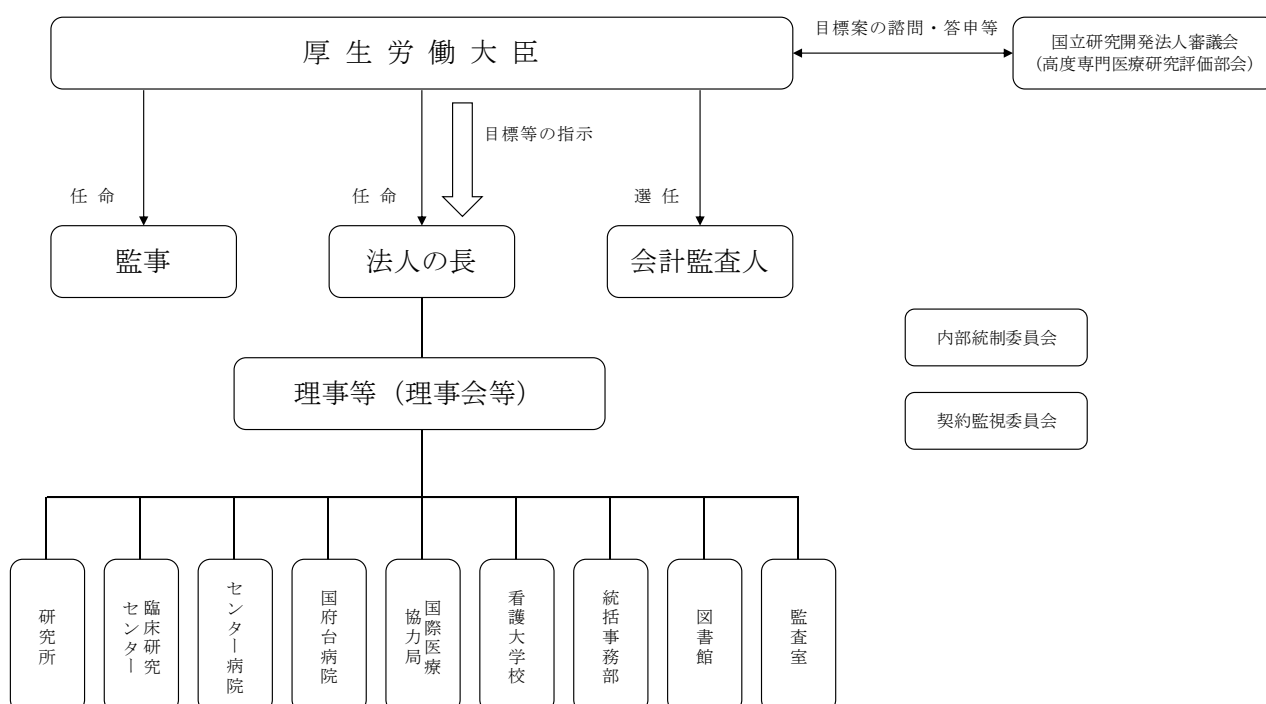 厚生労働大臣
目標案の諮問・答申等
国立研究開発法人審議会
（高度専門医療研究評価部会）
目標等の指示
任命
任命
選任
監事
法人の長
会計監査人
内部統制委員会
理事等（理事会等）
契約監視委員会
研究所
臨床研究
センター
センター病院
国府台病院
国際医療
協力局
看護大学校
統括事務部
図書館
監査室